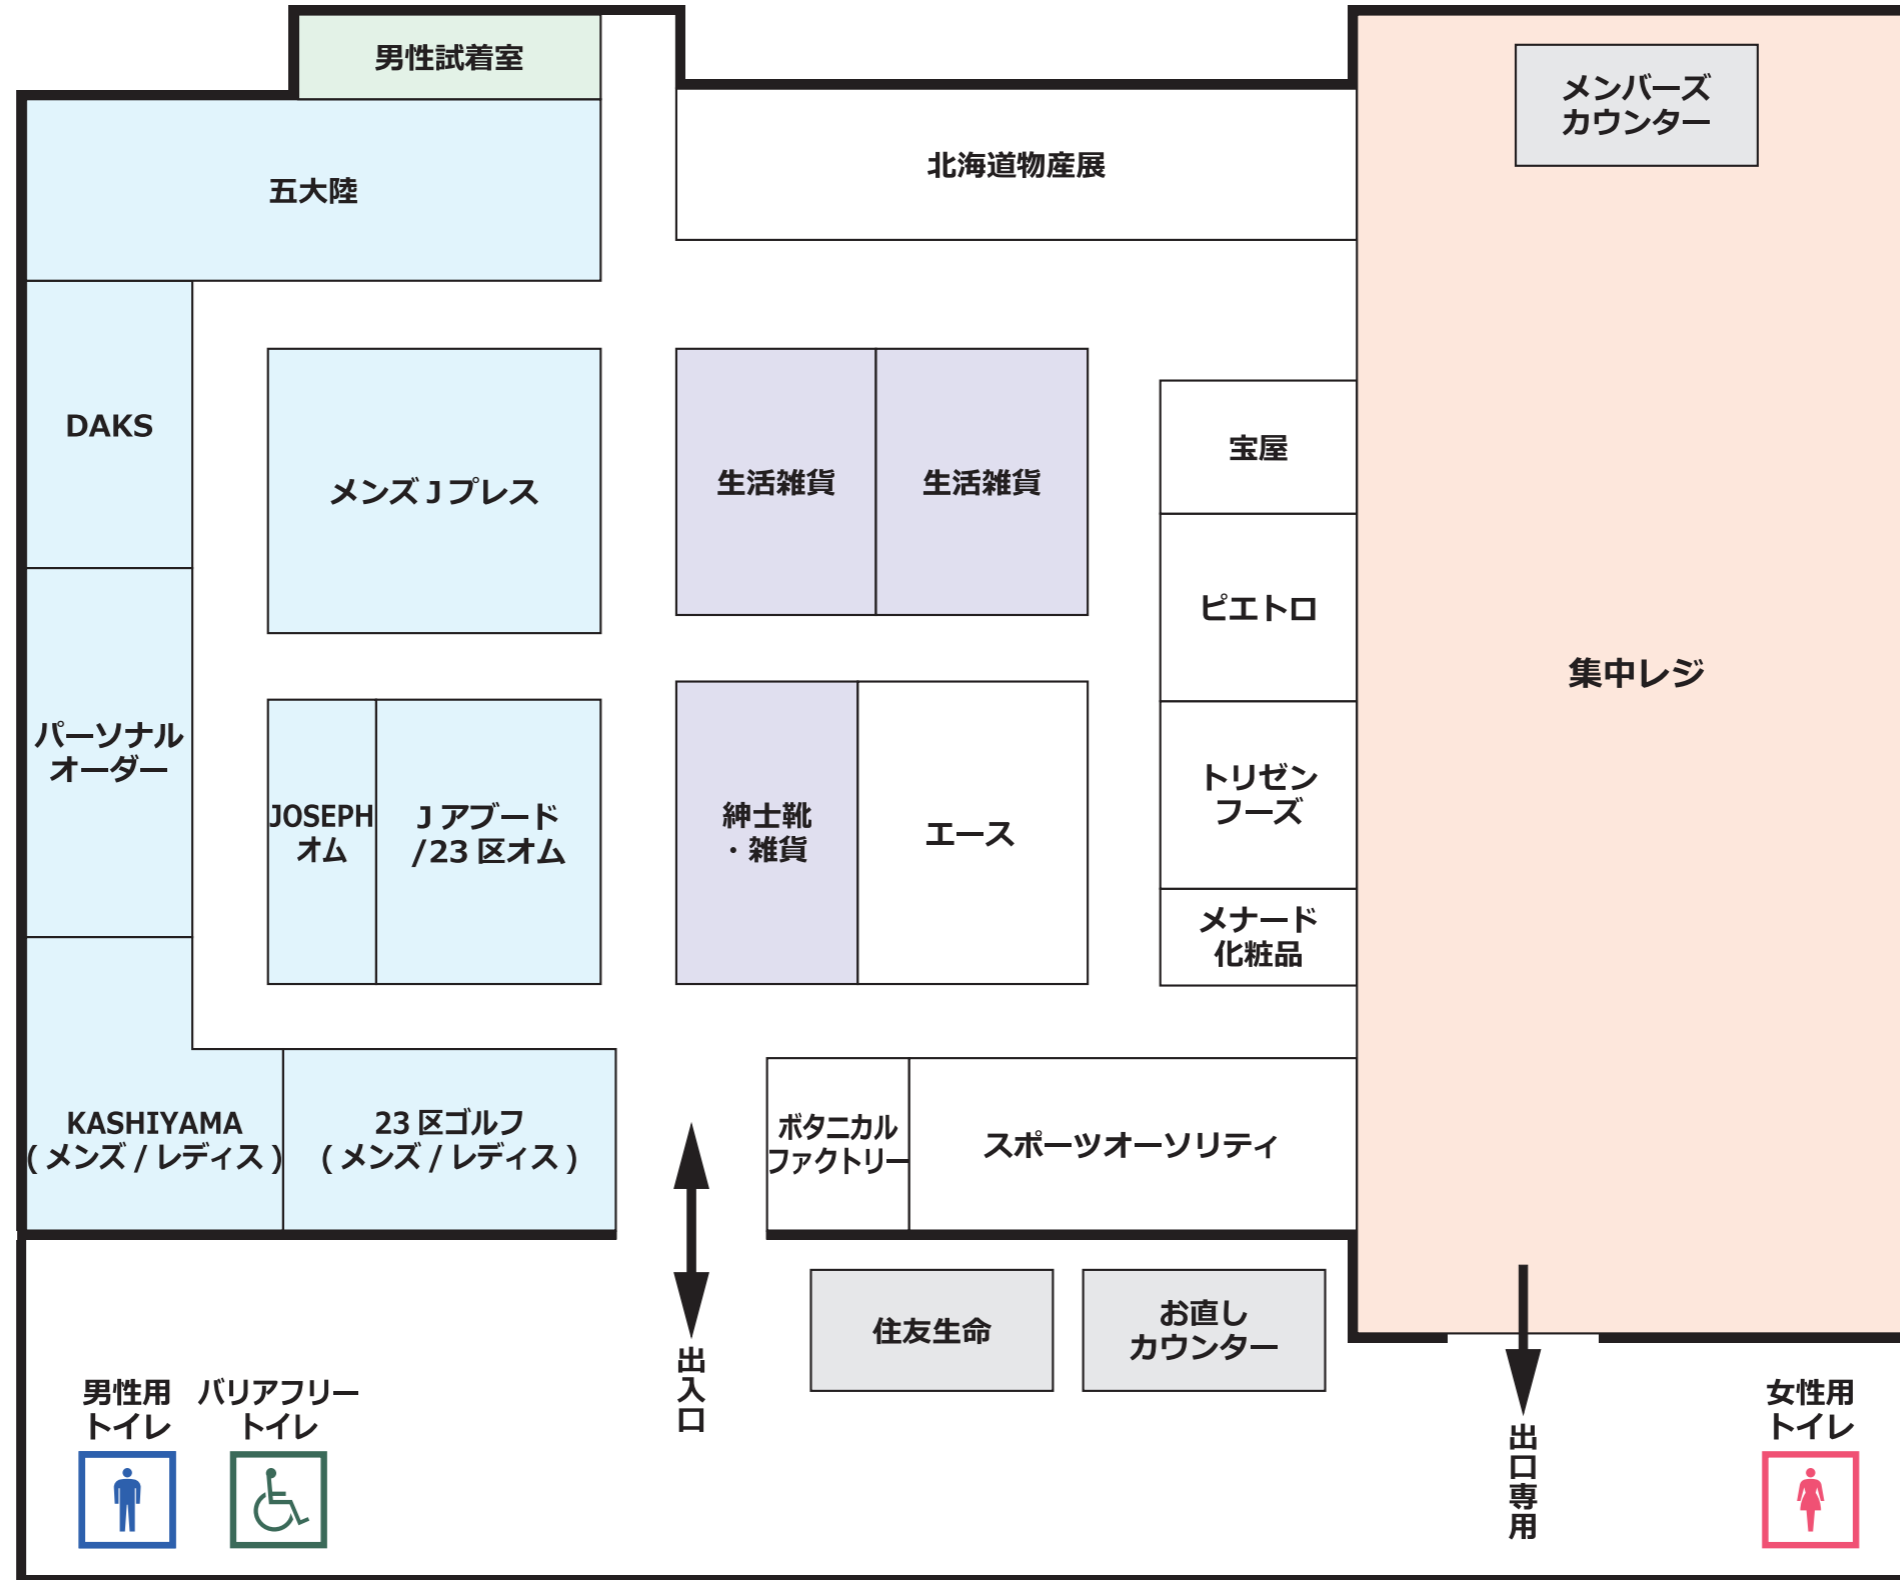 男性試着室
メンバーズ
カウンター
五大陸
北海道物産展
DAKS
メンズJプレス
生活雑貨
生活雑貨
宝屋
ピエトロ
集中レジ
パーソナル
オーダー
JOSEPH
オム
Jアブード
/23区オム
紳士靴
・雑貨
エース
トリゼン
フーズ
メナード
化粧品
KASHIYAMA
(メンズ/レディス)
23区ゴルフ
(メンズ/レディス)
ボタニカル
ファクトリー
スポーツオーソリティ
住友生命
お直し
カウンター
出入口
出口専用
男性用
トイレ
バリアフリー
トイレ
女性用
トイレ